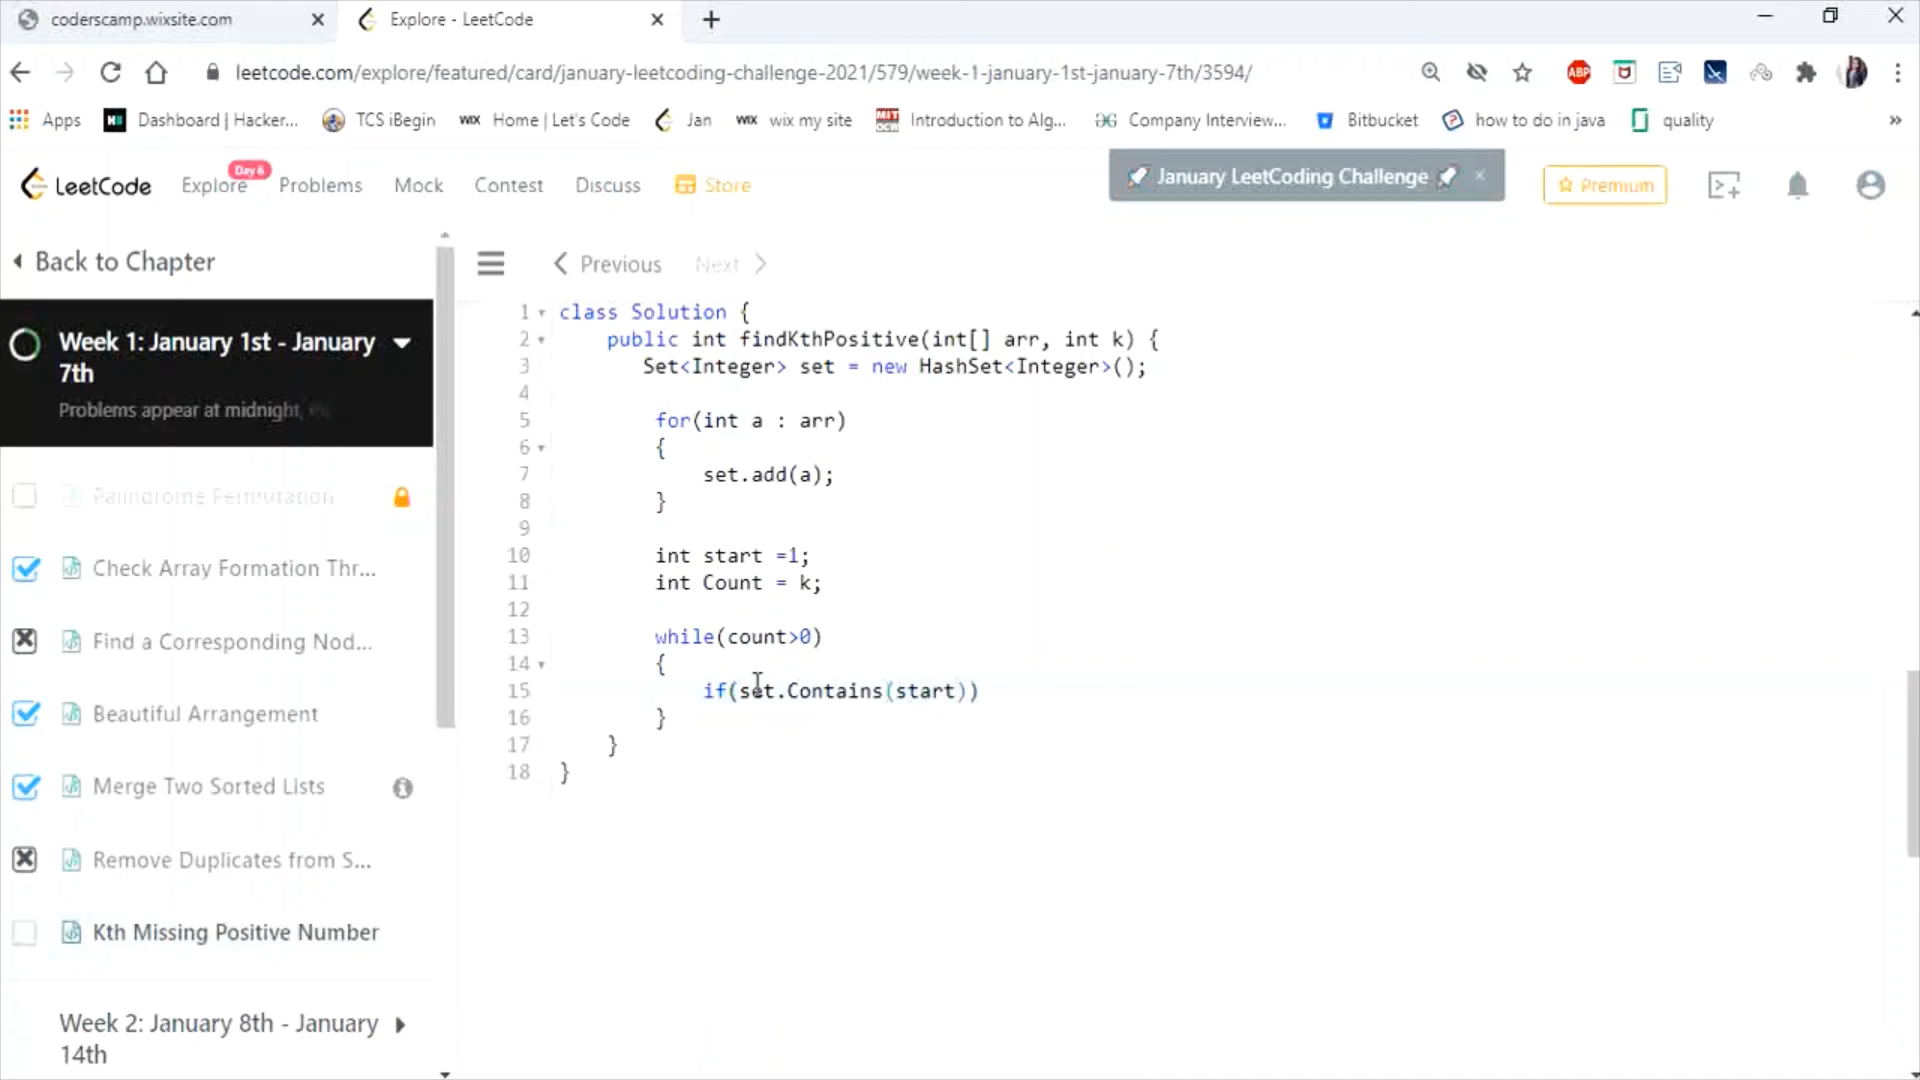 coderscamp.wixsite.com
Explore - LeetCode
leetcode.com/explore/featured/card/january-leetcoding-challenge-2021/579/week-1-january-1st-january-7th/3594/
ABP
Apps
Dashboard | Hacker...
TCS iBegin
WIX Home | Let's Code
Jan
WIX wix my site
MIT OCW Introduction to Alg...
Company Interview...
Bitbucket
how to do in java
quality
»
LeetCode
Explore
Day 6
Problems
Mock
Contest
Discuss
Store
January LeetCoding Challenge
Premium
Back to Chapter
Previous
Next
Week 1: January 1st - January
7th
Problems appear at midnight,
Palindrome Permutation
Check Array Formation Thr...
Find a Corresponding Nod...
Beautiful Arrangement
Merge Two Sorted Lists
Remove Duplicates from S...
Kth Missing Positive Number
Week 2: January 8th - January
14th
1 class Solution {
2 public int findKthPositive(int[] arr, int k) {
3 Set<Integer> set = new HashSet<Integer>();
4
5 for(int a : arr)
6 {
7 set.add(a);
8 }
9
10 int start =1;
11 int Count = k;
12
13 while(count>0)
14 {
15 if(set.Contains(start))
16 }
17 }
18 }